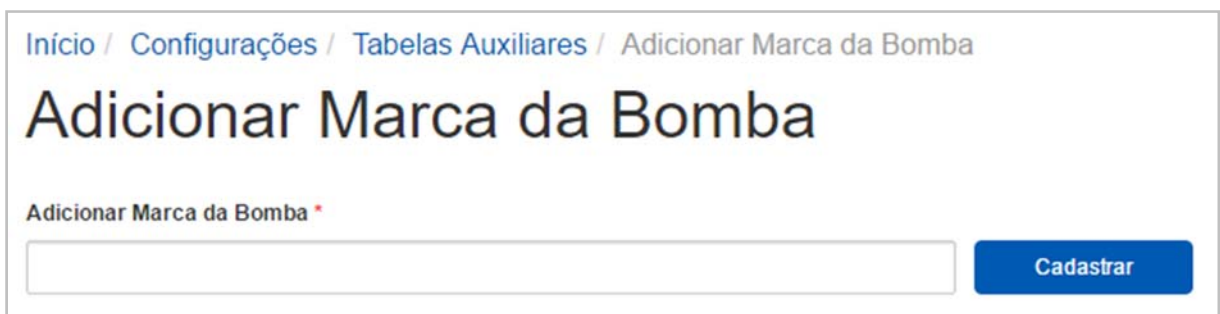 Início / Configurações / Tabelas Auxiliares / Adicionar Marca da Bomba
Adicionar Marca da Bomba
Adicionar Marca da Bomba *
Cadastrar